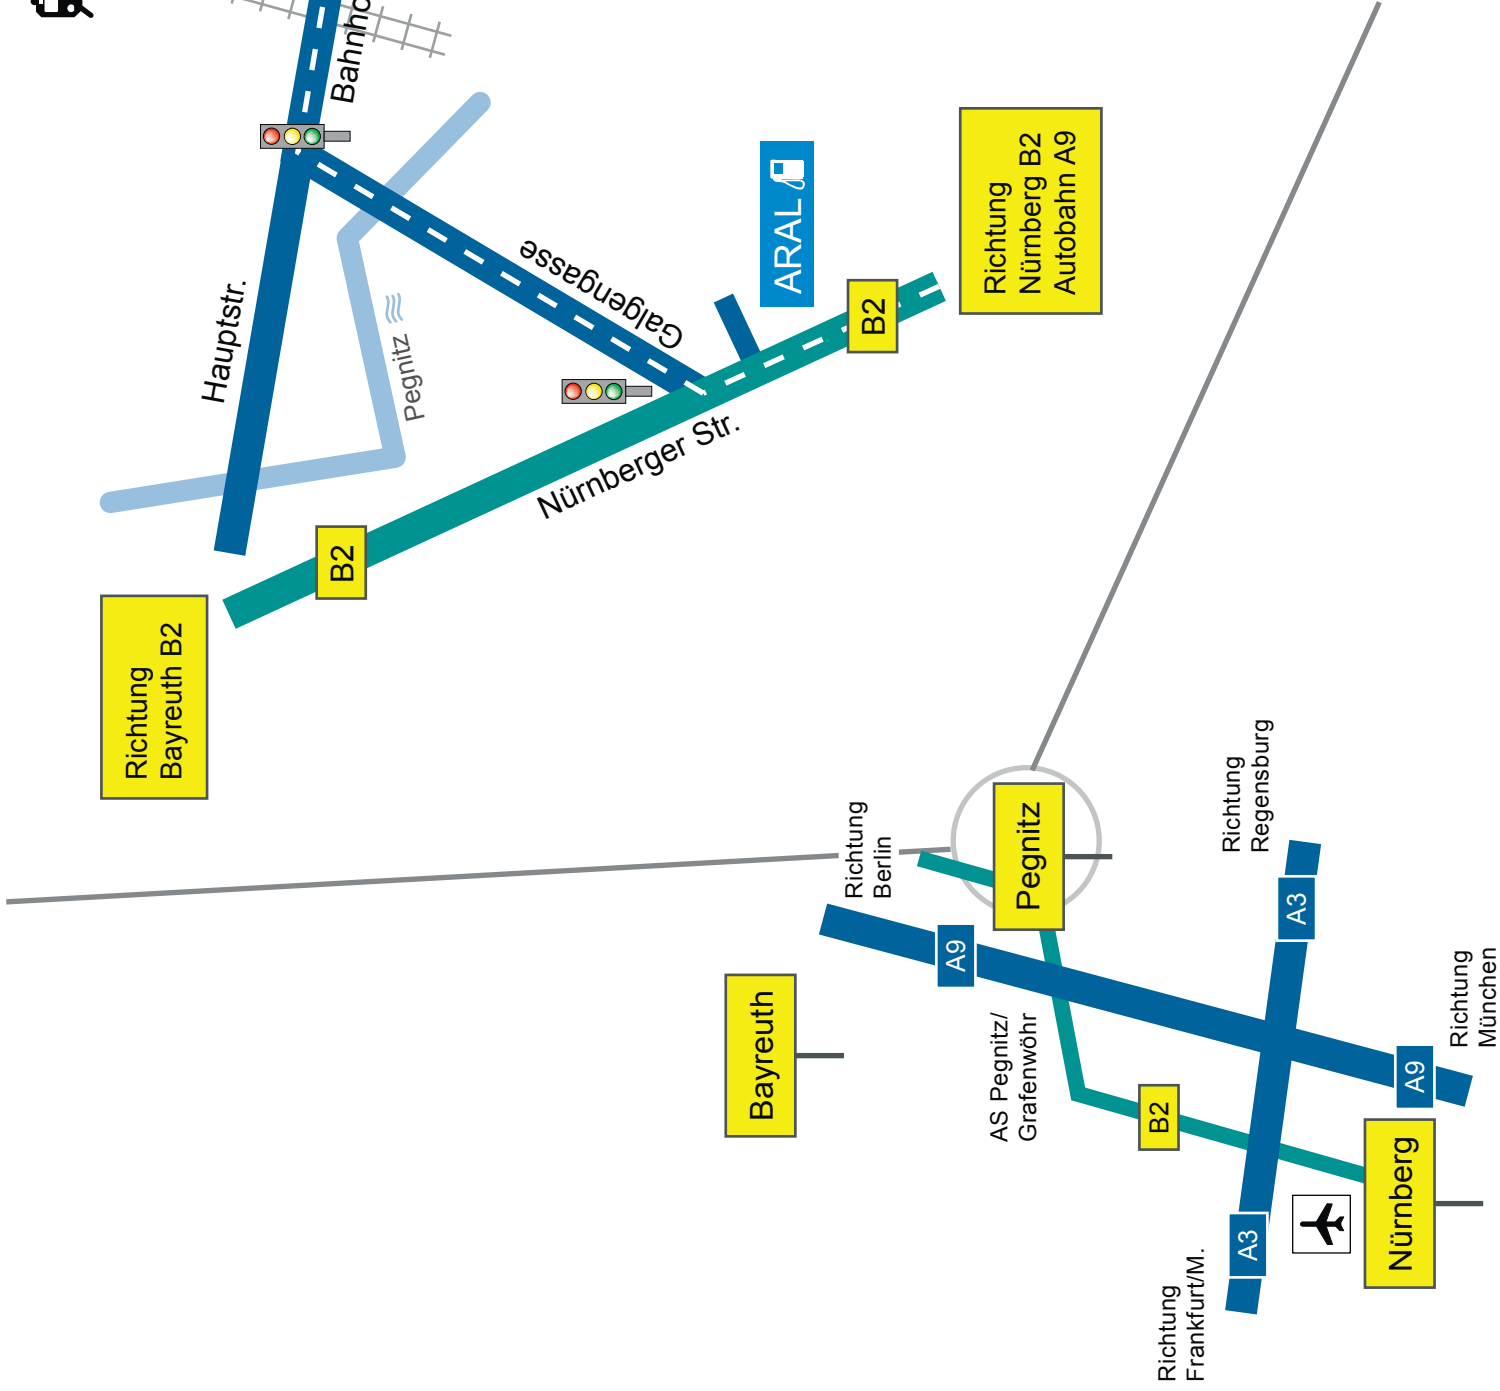 Bahnho
Hauptstr.
Pegnitz
Galgengasse
ARAL
Richtung
Nürnberg B2
Autobahn A9
B2
Nürnberger Str.
B2
Richtung
Bayreuth B2
Richtung
Berlin
Pegnitz
Richtung
Regensburg
A3
A9
Bayreuth
AS Pegnitz/
Grafenwöhr
Richtung
München
A9
B2
Nürnberg
A3
Richtung
Frankfurt/M.